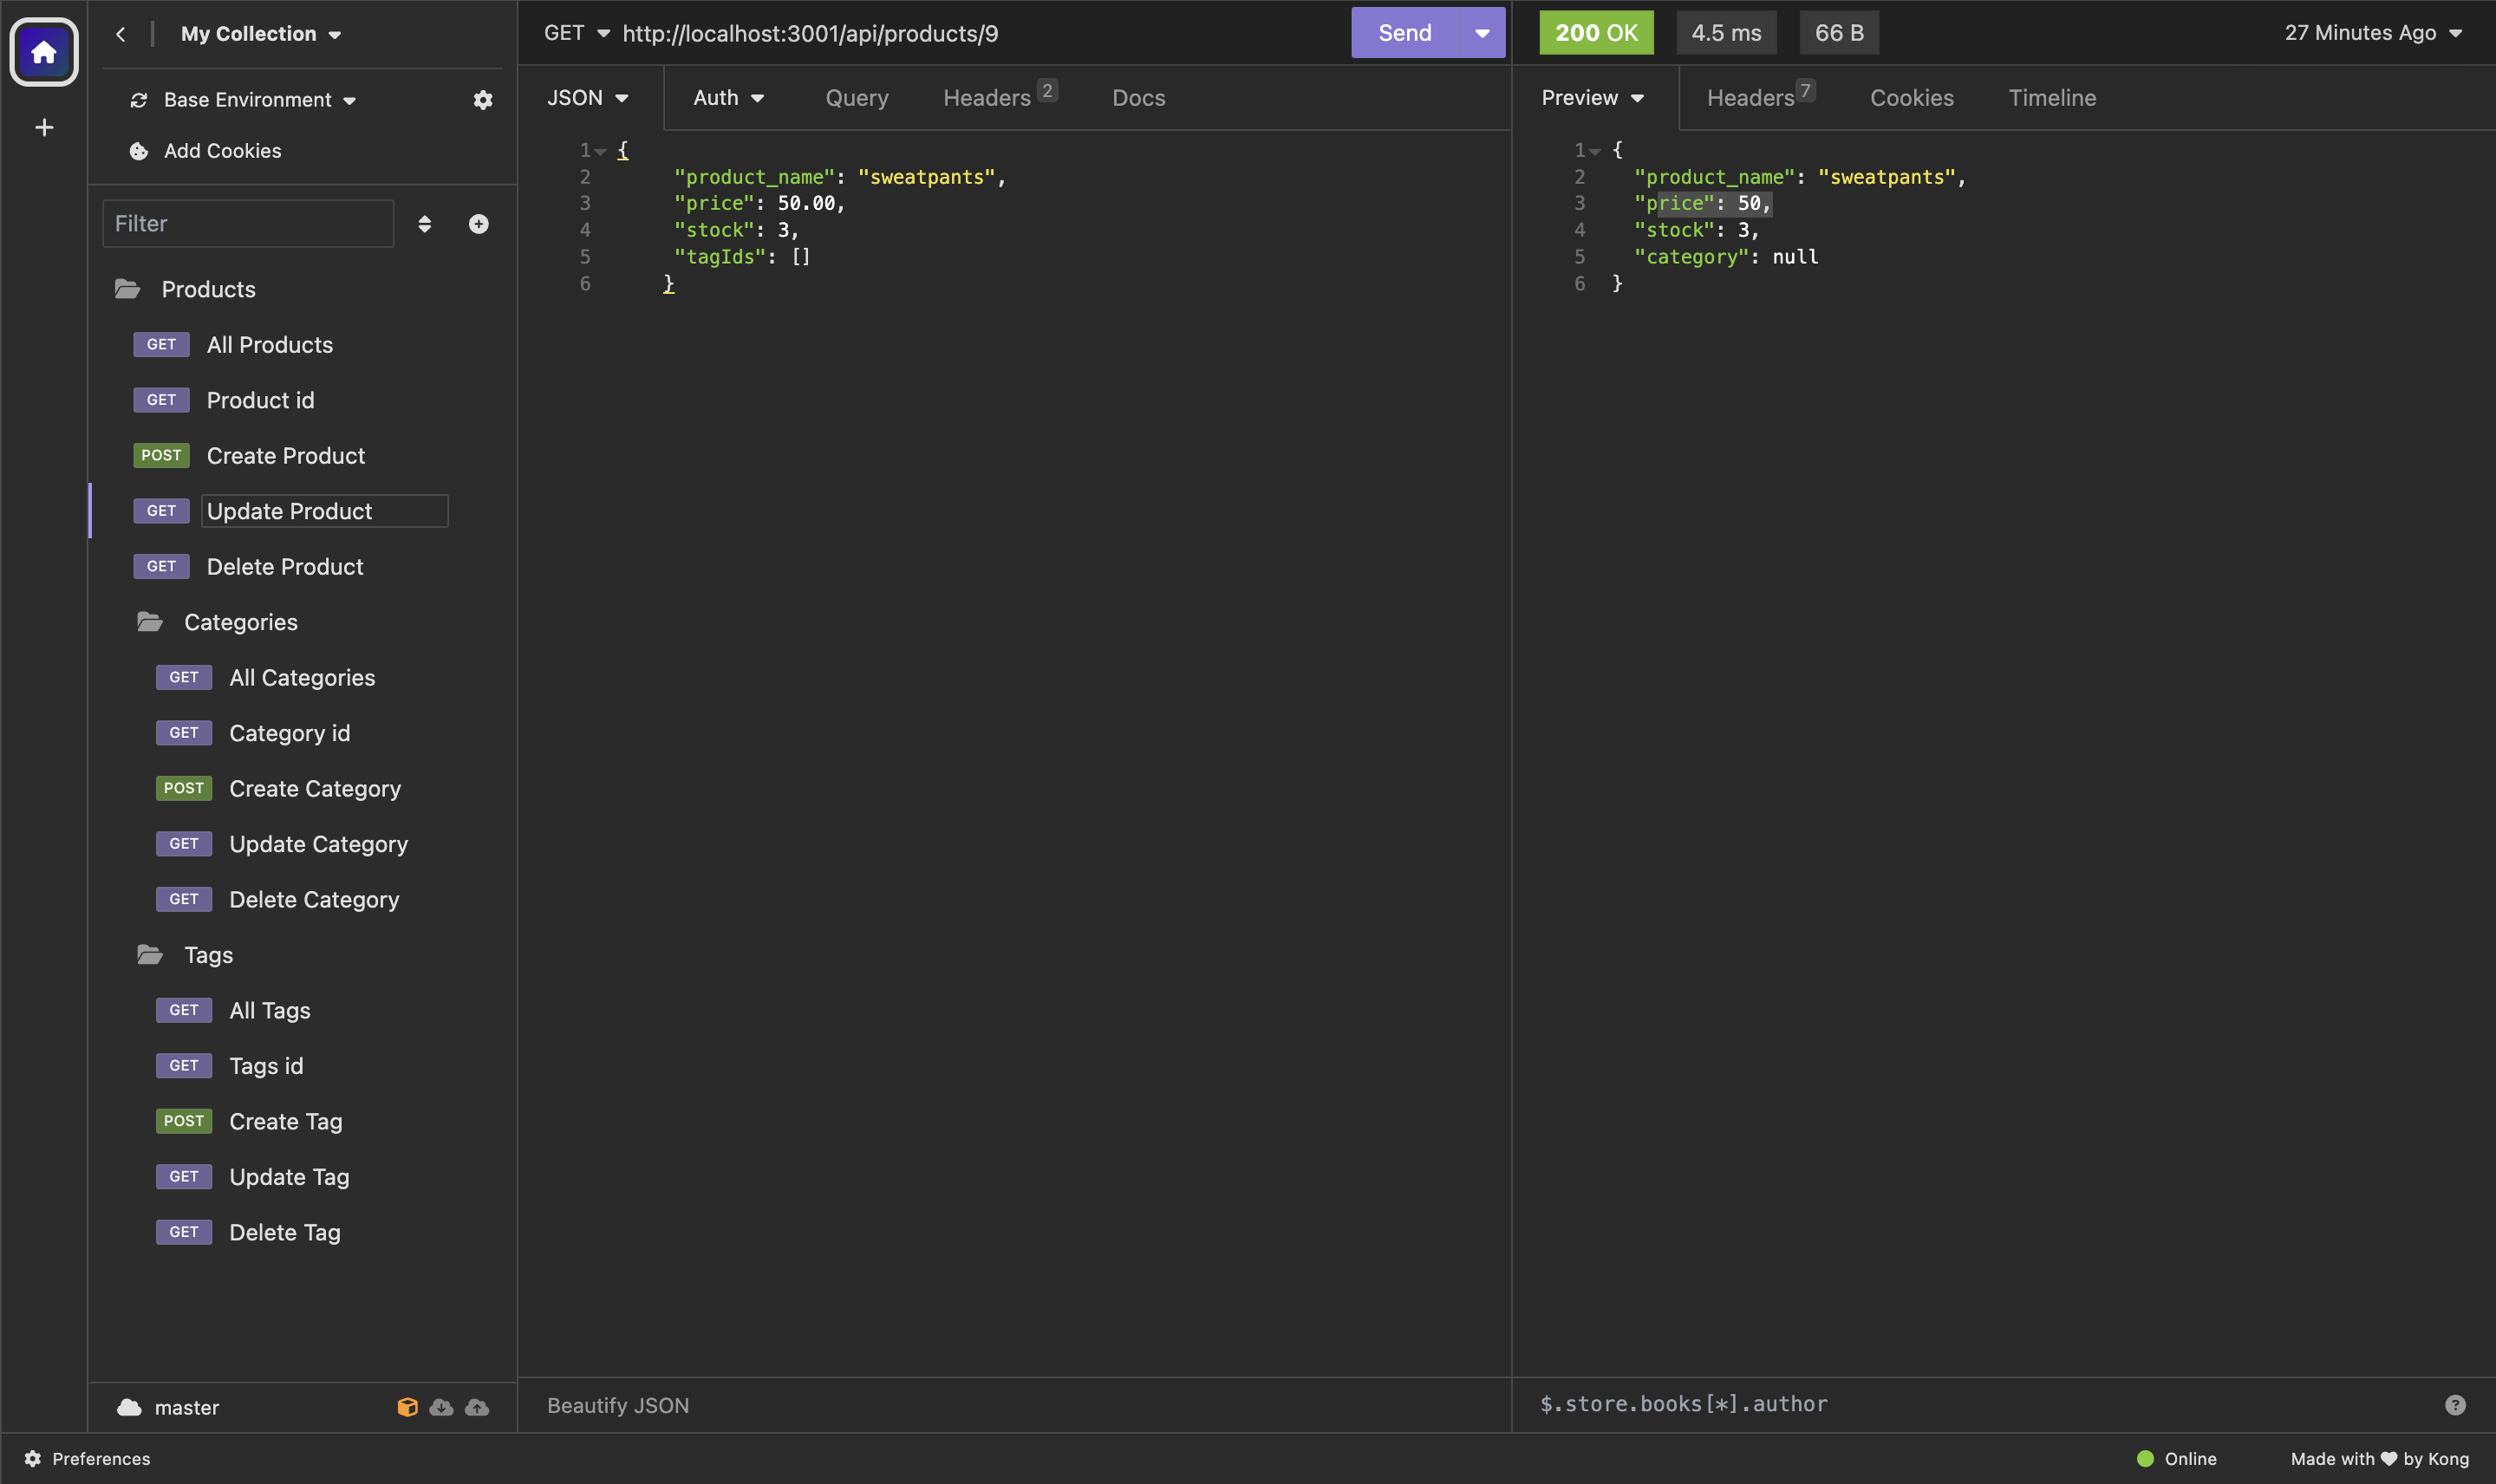 My Collection
Base Environment
Add Cookies
Filter
Products
GET All Products
GET Product id
POST Create Product
GET Update Product
GET Delete Product
Categories
GET All Categories
GET Category id
POST Create Category
GET Update Category
GET Delete Category
Tags
GET All Tags
GET Tags id
POST Create Tag
GET Update Tag
GET Delete Tag
master
Preferences
GET http://localhost:3001/api/products/9 Send
JSON Auth Query Headers 2 Docs
1 {
2 "product_name": "sweatpants",
3 "price": 50.00,
4 "stock": 3,
5 "tagIds": []
6 }
Beautify JSON
200 OK 4.5 ms 66 B 27 Minutes Ago
Preview Headers 7 Cookies Timeline
1 {
2 "product_name": "sweatpants",
3 "price": 50,
4 "stock": 3,
5 "category": null
6 }
$.store.books[*].author ?
Online Made with ♥ by Kong